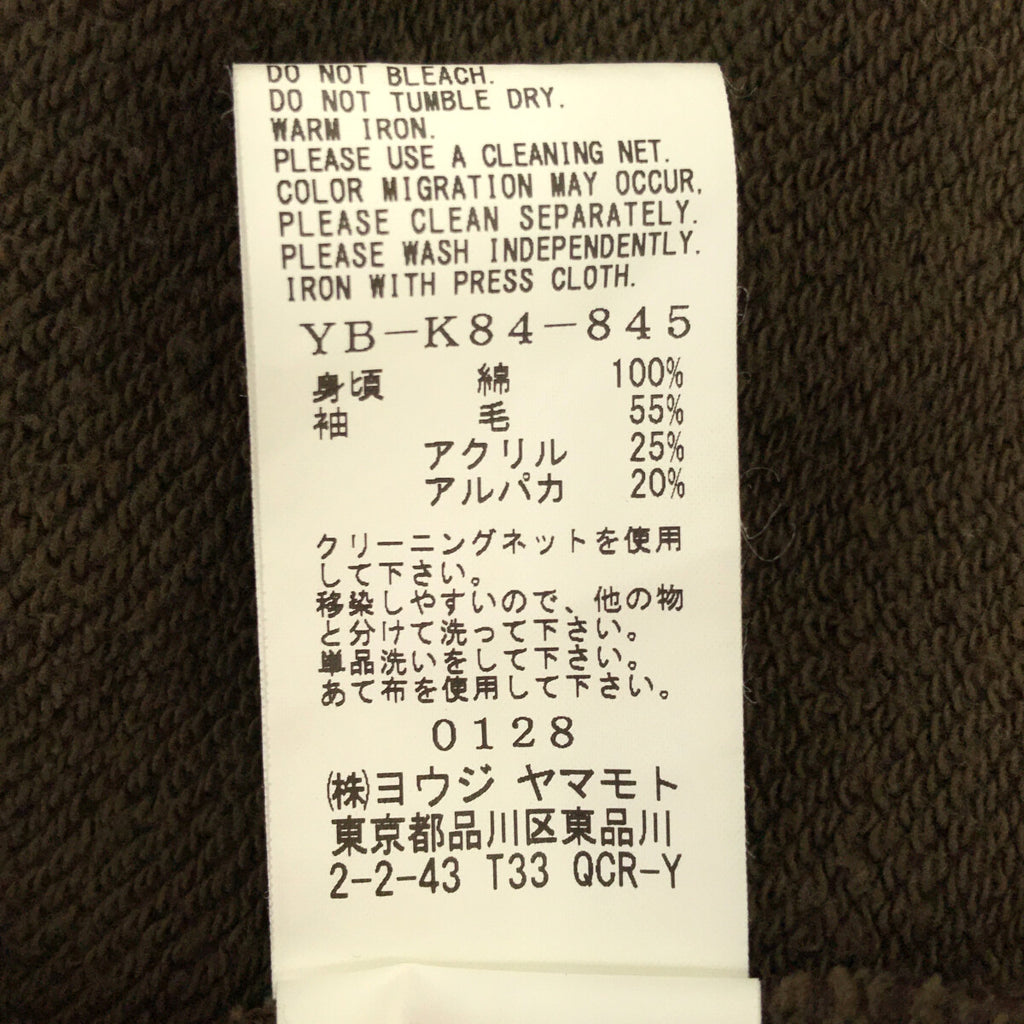 DO NOT BLEACH.
DO NOT TUMBLE DRY.
WARM IRON.
PLEASE USE A CLEANING NET.
COLOR MIGRATION MAY OCCUR,
PLEASE CLEAN SEPARATELY.
PLEASE WASH INDEPENDENTLY.
IRON WITH PRESS CLOTH.
YB-K84-845
身頃 綿 100%
袖 毛 55%
アクリル 25%
アルパカ 20%
クリーニングネットを使用
して下さい。
移染しやすいので、他の物
と分けて洗って下さい。
単品洗いをして下さい。
あて布を使用して下さい。
0128
㈱ヨウジ ヤマモト
東京都品川区東品川
2-2-43 T33 QCR-Y